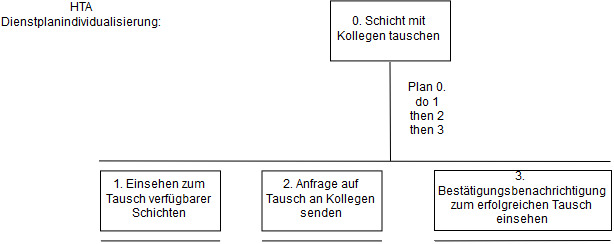 HTA
Dienstplanindividualisierung:
0. Schicht mit
Kollegen tauschen
Plan 0.
do 1
then 2
then 3
1. Einsehen zum
Tausch verfügbarer
Schichten
2. Anfrage auf
Tausch an Kollegen
senden
3.
Bestätigungsbenachrichtigung
zum erfolgreichen Tausch
einsehen